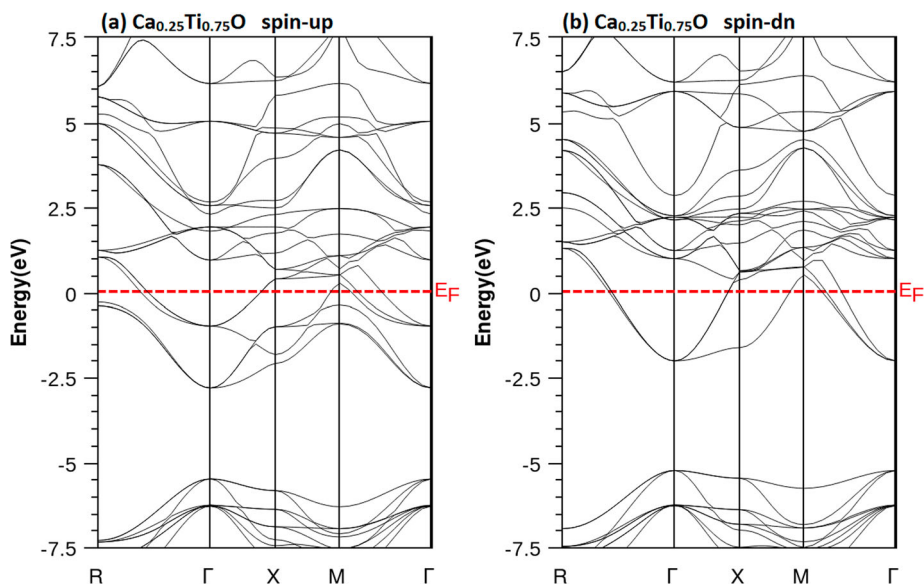 (a) Ca0.25Ti0.75O spin-up
7.5
5
2.5
0
-2.5
-5
-7.5
Energy(eV)
EF
R Γ X M Γ
(b) Ca0.25Ti0.75O spin-dn
7.5
5
2.5
0
-2.5
-5
-7.5
Energy(eV)
EF
R Γ X M Γ